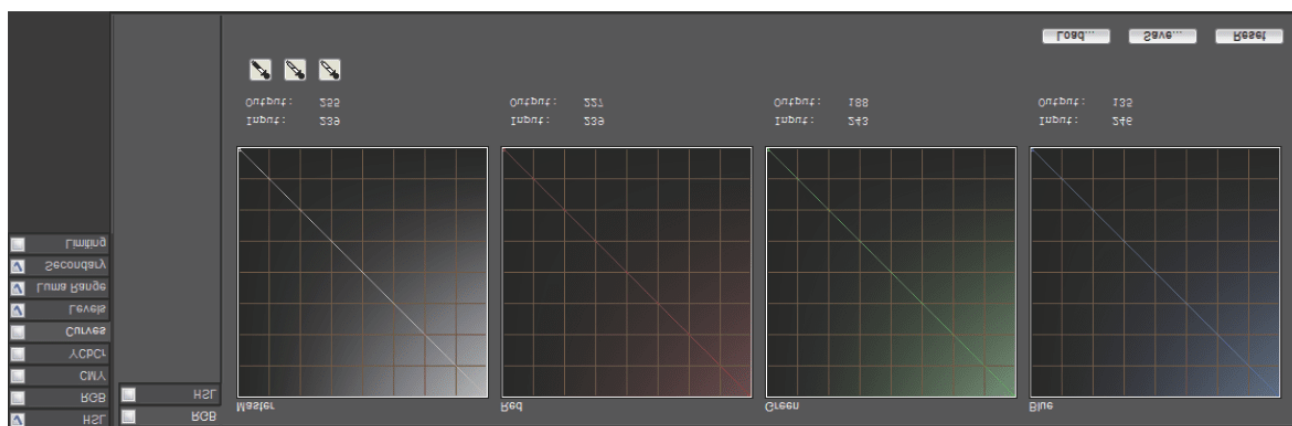 HSL
RGB
CMY
YCbCr
Curves
Levels
Luma Range
Secondary
Limiting
RGB
HSL
Master
Red
Green
Blue
Input: 239
Output: 255
Input: 239
Output: 227
Input: 243
Output: 188
Input: 246
Output: 135
Load...
Save...
Reset